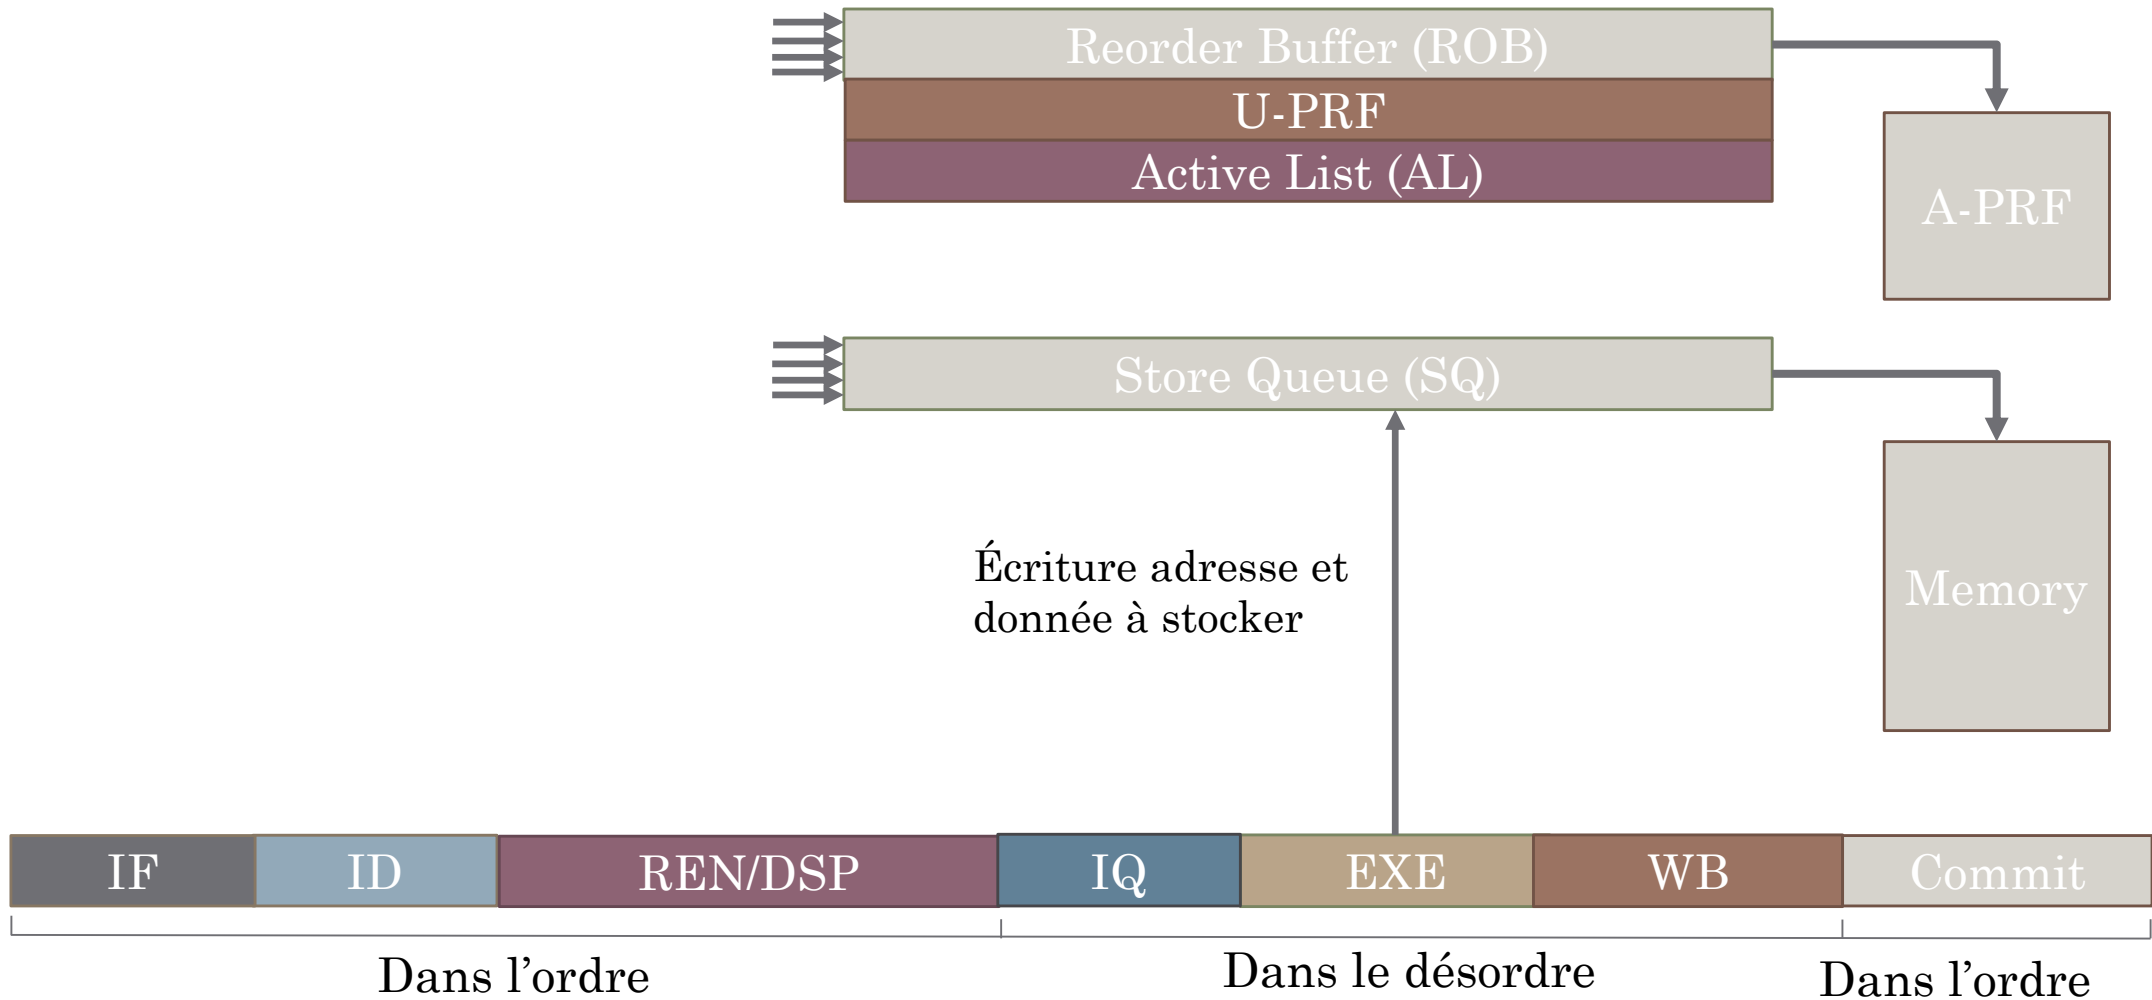 Reorder Buffer (ROB)
U-PRF
Active List (AL)
A-PRF
Store Queue (SQ)
Écriture adresse et
donnée à stocker
Memory
IF
ID
REN/DSP
IQ
EXE
WB
Commit
Dans l’ordre
Dans le désordre
Dans l’ordre